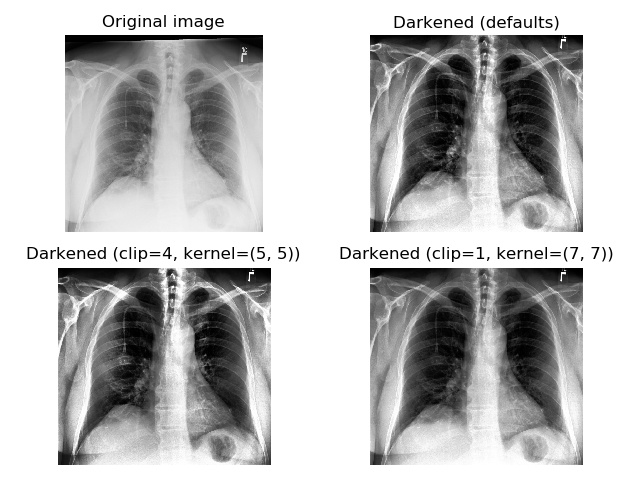 Original image
Darkened (defaults)
Darkened (clip=4, kernel=(5, 5))
Darkened (clip=1, kernel=(7, 7))